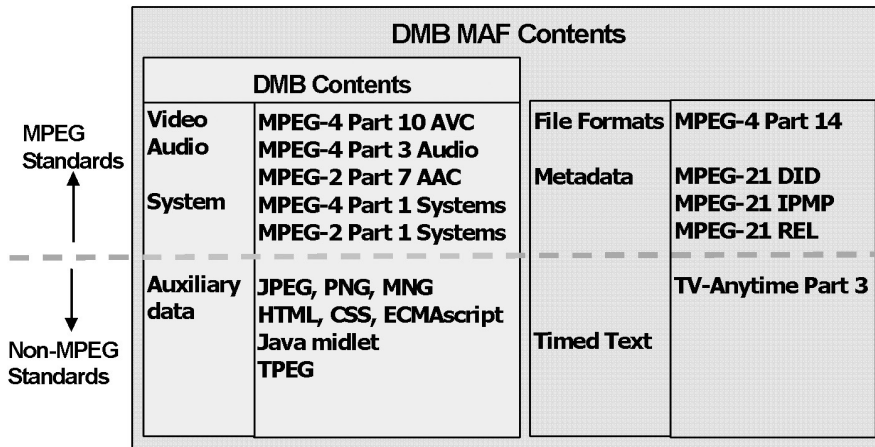 DMB MAF Contents
DMB Contents
MPEG
Standards
Non-MPEG
Standards
Video
MPEG-4 Part 10 AVC
Audio
MPEG-4 Part 3 Audio
MPEG-2 Part 7 AAC
System
MPEG-4 Part 1 Systems
MPEG-2 Part 1 Systems
Auxiliary
data
JPEG, PNG, MNG
HTML, CSS, ECMAscript
Java midlet
TPEG
File Formats
MPEG-4 Part 14
Metadata
MPEG-21 DID
MPEG-21 IPMP
MPEG-21 REL
TV-Anytime Part 3
Timed Text